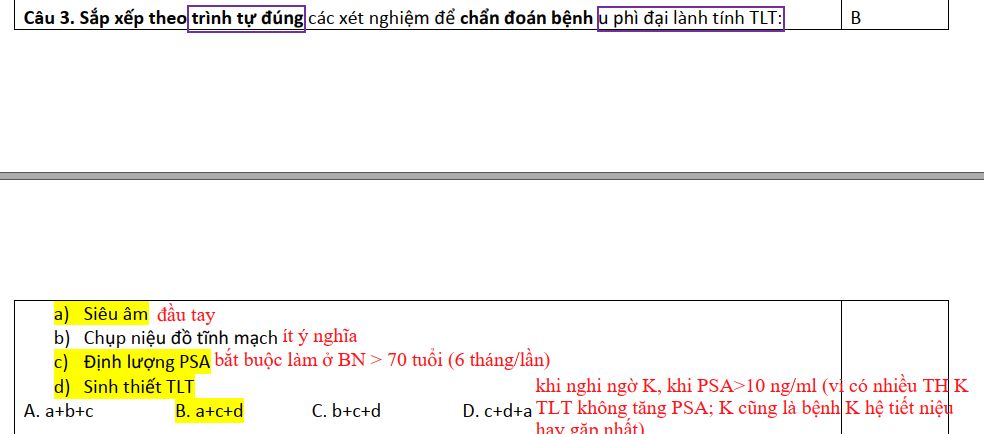 Câu 3. Sắp xếp theo trình tự đúng các xét nghiệm để chẩn đoán bệnh u phì đại lành tính TLT: B
a) Siêu âm đầu tay
b) Chụp niệu đồ tĩnh mạch ít ý nghĩa
c) Định lượng PSA bắt buộc làm ở BN > 70 tuổi (6 tháng/lần)
d) Sinh thiết TLT khi nghi ngờ K, khi PSA>10 ng/ml (vì có nhiều TH K
A. a+b+c B. a+c+d C. b+c+d D. c+d+a TLT không tăng PSA; K cũng là bệnh K hệ tiết niệu
hay gặp nhất)